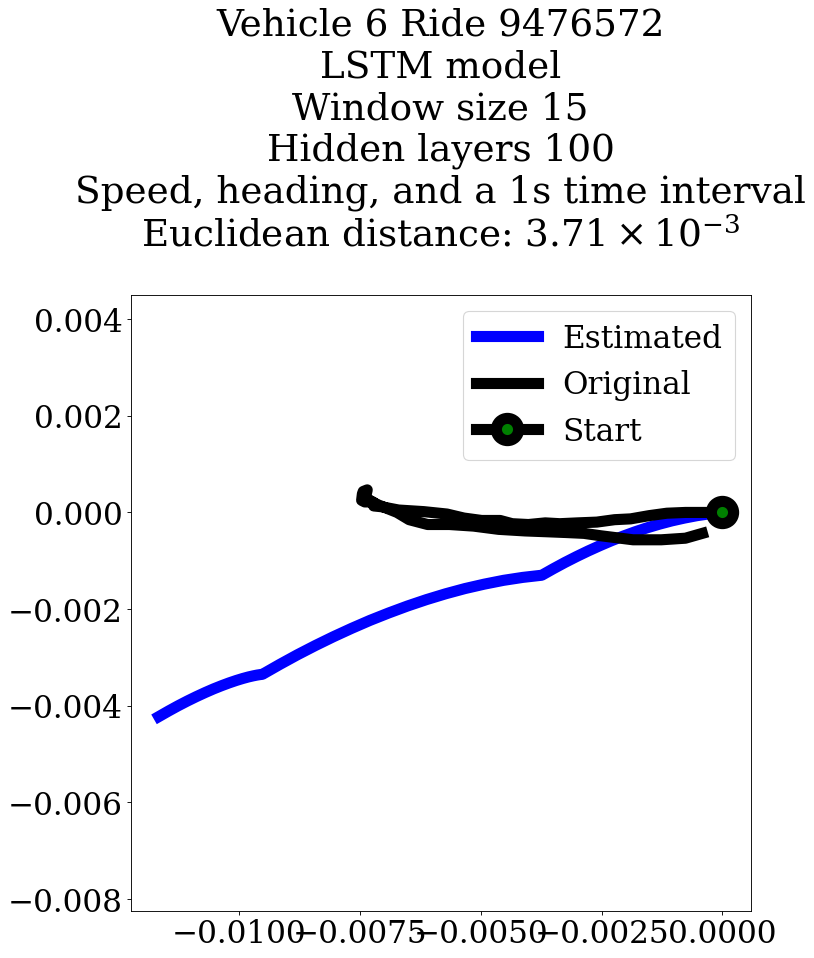 Vehicle 6 Ride 9476572
LSTM model
Window size 15
Hidden layers 100
Speed, heading, and a 1s time interval
Euclidean distance: 3.71 × 10⁻³
Estimated
Original
Start
0.004
0.002
0.000
−0.002
−0.004
−0.006
−0.008
−0.0100 −0.0075 −0.0050 −0.0025 0.0000